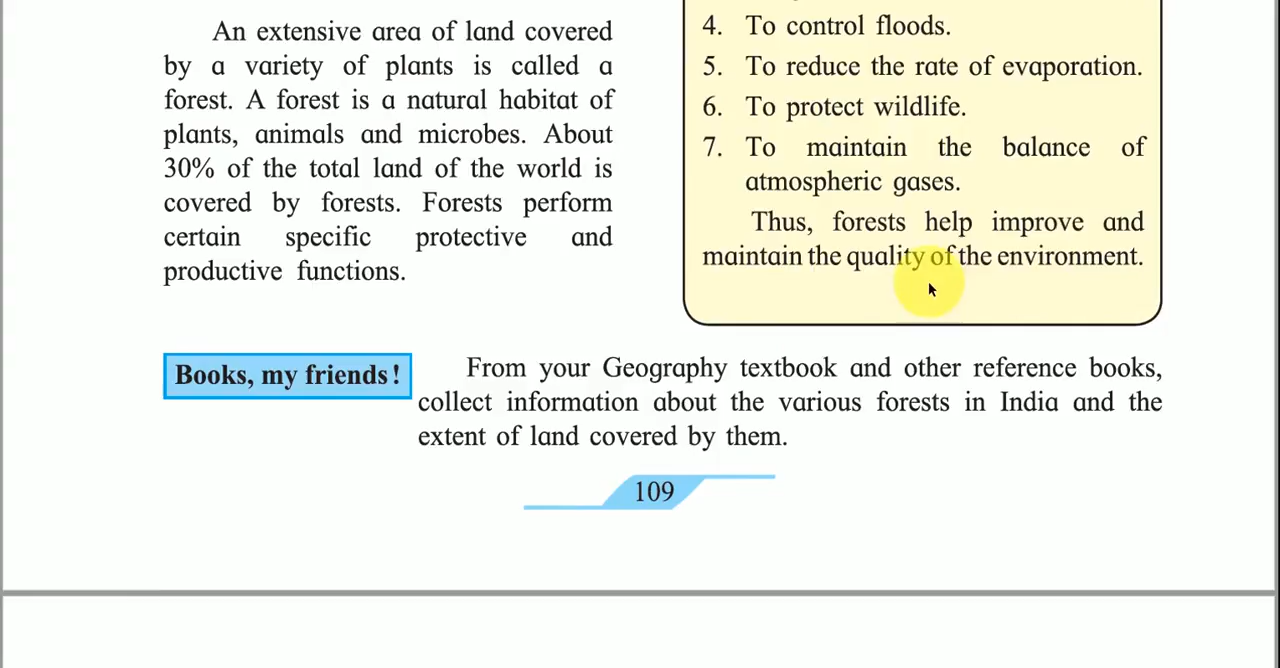 An extensive area of land covered
by a variety of plants is called a
forest. A forest is a natural habitat of
plants, animals and microbes. About
30% of the total land of the world is
covered by forests. Forests perform
certain specific protective and
productive functions.
4. To control floods.
5. To reduce the rate of evaporation.
6. To protect wildlife.
7. To maintain the balance of
atmospheric gases.
Thus, forests help improve and
maintain the quality of the environment.
Books, my friends !
From your Geography textbook and other reference books,
collect information about the various forests in India and the
extent of land covered by them.
109